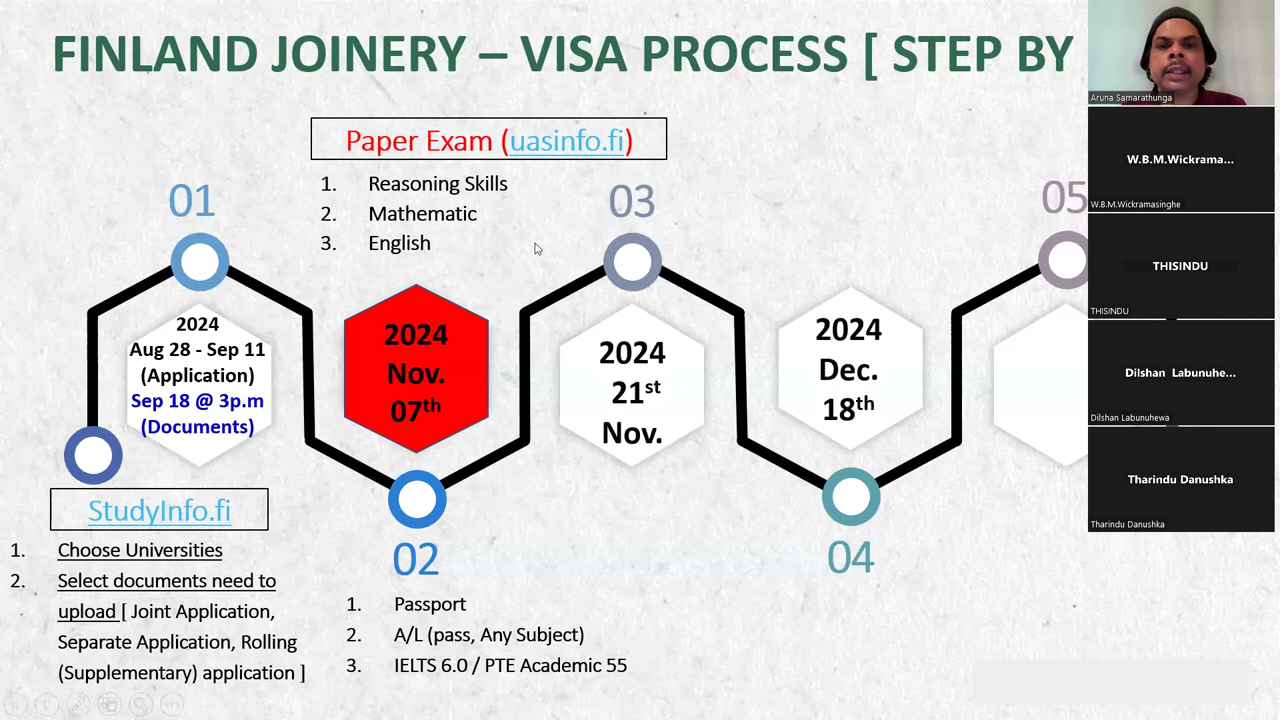 FINLAND JOINERY – VISA PROCESS [ STEP BY
Paper Exam (uasinfo.fi)
1. Reasoning Skills
2. Mathematic
3. English
01
2024
Aug 28 - Sep 11
(Application)
Sep 18 @ 3p.m
(Documents)
StudyInfo.fi
1. Choose Universities
2. Select documents need to
upload [ Joint Application,
Separate Application, Rolling
(Supplementary) application ]
2024
Nov.
07th
02
1. Passport
2. A/L (pass, Any Subject)
3. IELTS 6.0 / PTE Academic 55
03
2024
21st
Nov.
2024
Dec.
18th
04
05
Aruna Samarathunga
W.B.M.Wickrama...
W.B.M.Wickramasinghe
THISINDU
THISINDU
Dilshan Labunuhe...
Dilshan Labunuhewa
Tharindu Danushka
Tharindu Danushka